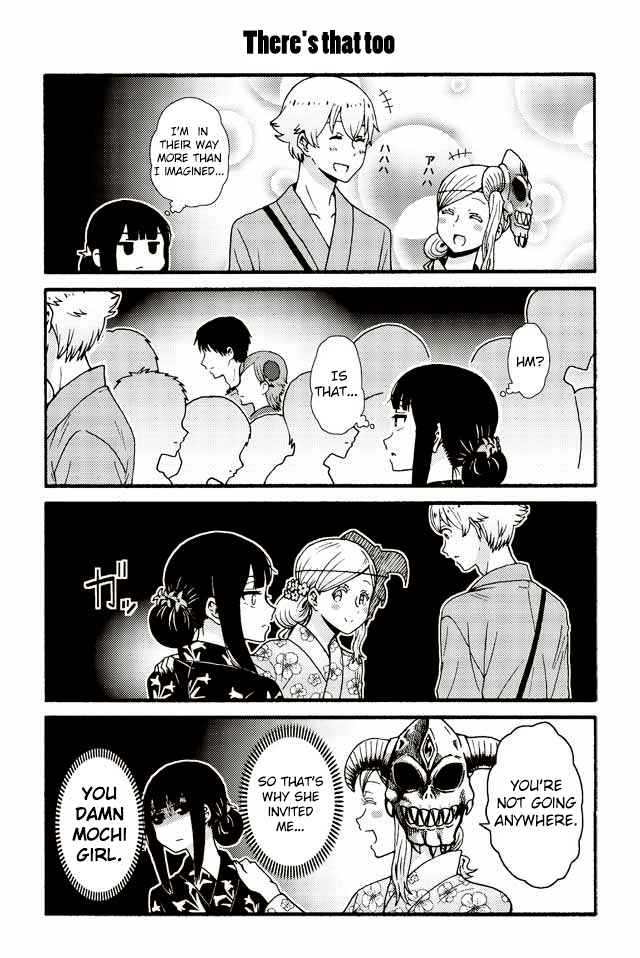 There's that too
I'M IN
THEIR WAY
MORE THAN
I IMAGINED...
ハハハ
アハハ
HM?
IS
THAT...
ガッ
YOU'RE
NOT GOING
ANYWHERE.
SO THAT'S
WHY SHE
INVITED
ME...
YOU
DAMN
MOCHI
GIRL.